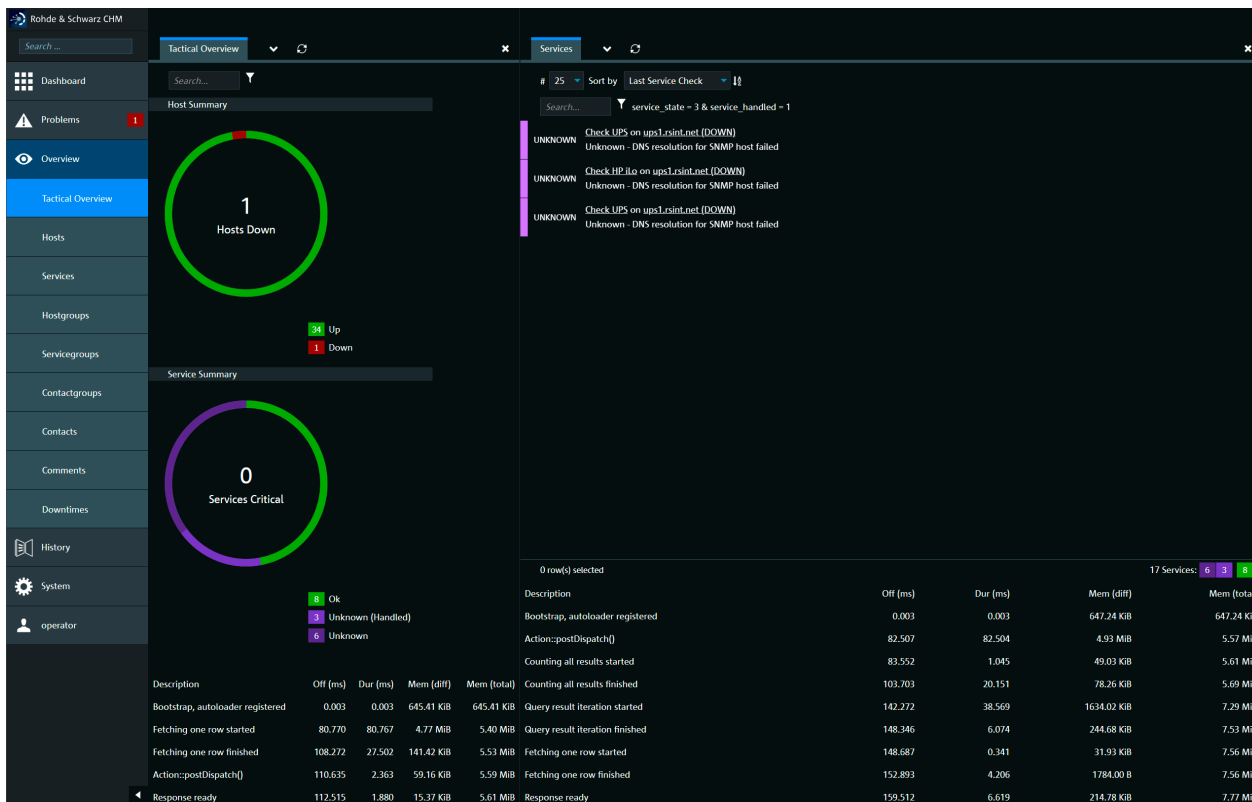 Rohde & Schwarz CHM
Search ...
Dashboard
Problems 1
Overview
Tactical Overview
Hosts
Services
Hostgroups
Servicegroups
Contactgroups
Contacts
Comments
Downtimes
History
System
operator
Tactical Overview
Search...
Host Summary
1
Hosts Down
34 Up
1 Down
Service Summary
0
Services Critical
8 Ok
3 Unknown (Handled)
6 Unknown
Description Off (ms) Dur (ms) Mem (diff) Mem (total)
Bootstrap, autoloader registered 0.003 0.003 645.41 KiB 645.41 KiB
Fetching one row started 80.770 80.767 4.77 MiB 5.40 MiB
Fetching one row finished 108.272 27.502 141.42 KiB 5.53 MiB
Action::postDispatch() 110.635 2.363 59.16 KiB 5.59 MiB
Response ready 112.515 1.880 15.37 KiB 5.61 MiB
Services
# 25 Sort by Last Service Check
Search... service_state = 3 & service_handled = 1
UNKNOWN Check UPS on ups1.rsint.net (DOWN)
Unknown - DNS resolution for SNMP host failed
UNKNOWN Check HP iLo on ups1.rsint.net (DOWN)
Unknown - DNS resolution for SNMP host failed
UNKNOWN Check UPS on ups1.rsint.net (DOWN)
Unknown - DNS resolution for SNMP host failed
0 row(s) selected 17 Services: 6 3 8
Description Off (ms) Dur (ms) Mem (diff) Mem (tota
Bootstrap, autoloader registered 0.003 0.003 647.24 KiB 647.24 Ki
Action::postDispatch() 82.507 82.504 4.93 MiB 5.57 Mi
Counting all results started 83.552 1.045 49.03 KiB 5.61 Mi
Counting all results finished 103.703 20.151 78.26 KiB 5.69 Mi
Query result iteration started 142.272 38.569 1634.02 KiB 7.29 Mi
Query result iteration finished 148.346 6.074 244.68 KiB 7.53 Mi
Fetching one row started 148.687 0.341 31.93 KiB 7.56 Mi
Fetching one row finished 152.893 4.206 1784.00 B 7.56 Mi
Response ready 159.512 6.619 214.78 KiB 7.77 Mi